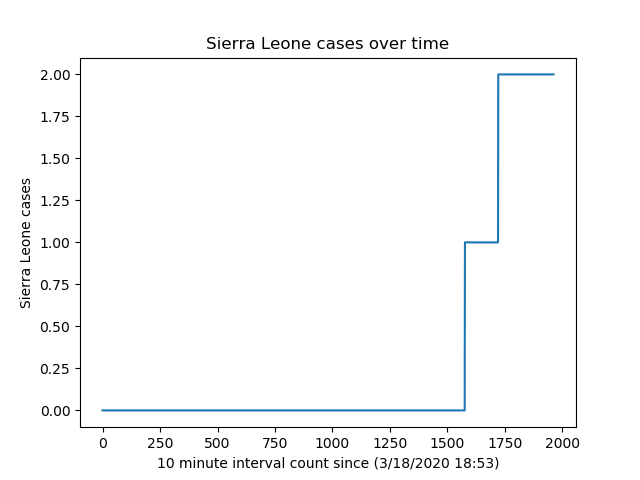 Sierra Leone cases over time
2.00
1.75
1.50
1.25
1.00
0.75
0.50
0.25
0.00
Sierra Leone cases
0 250 500 750 1000 1250 1500 1750 2000
10 minute interval count since (3/18/2020 18:53)